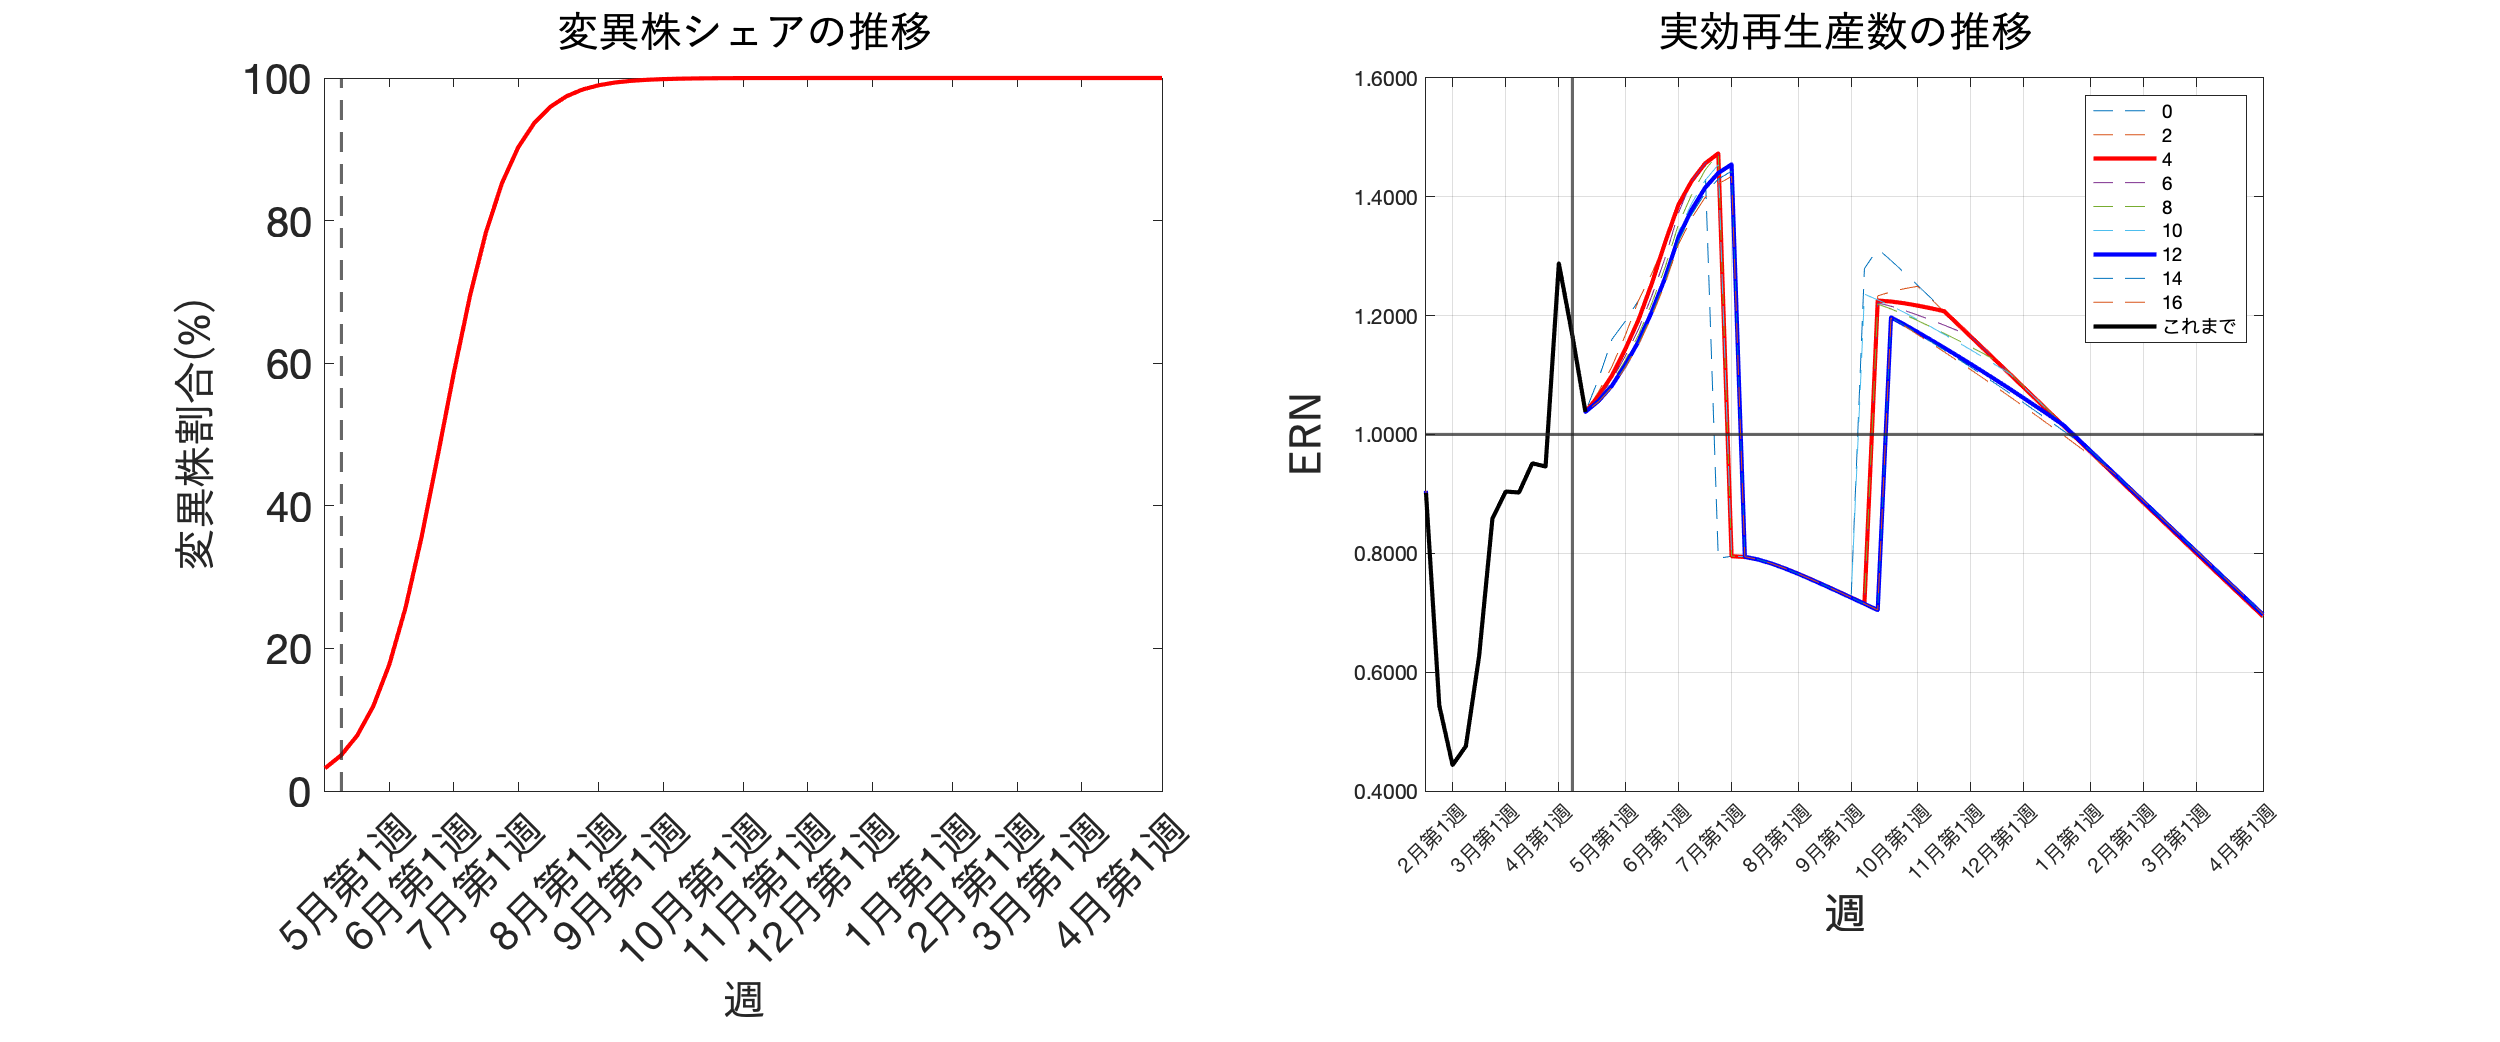 変異株シェアの推移
変異株割合(%)
100
80
60
40
20
0
5月第1週
6月第1週
7月第1週
8月第1週
9月第1週
10月第1週
11月第1週
12月第1週
1月第1週
2月第1週
3月第1週
4月第1週
週
実効再生産数の推移
ERN
1.6000
1.4000
1.2000
1.0000
0.8000
0.6000
0.4000
0
2
4
6
8
10
12
14
16
これまで
2月第1週
3月第1週
4月第1週
5月第1週
6月第1週
7月第1週
8月第1週
9月第1週
10月第1週
11月第1週
12月第1週
1月第1週
2月第1週
3月第1週
4月第1週
週